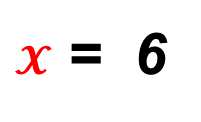 x = 6